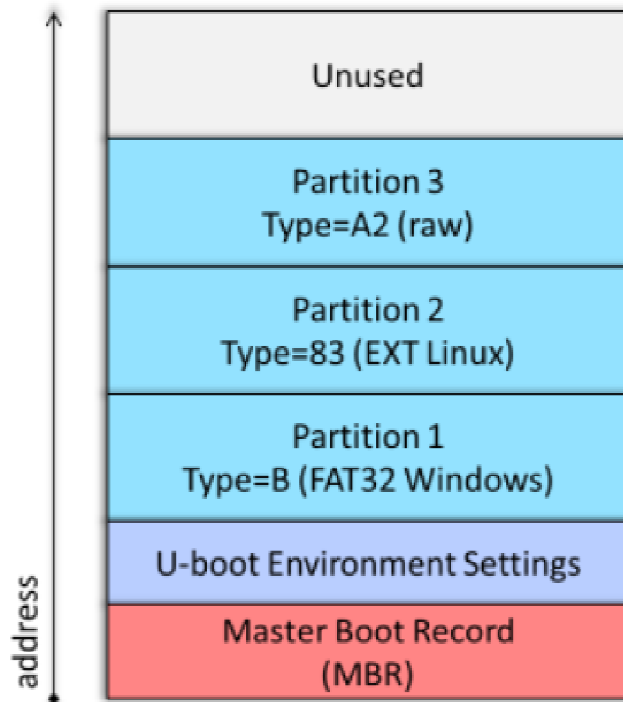 Unused
Partition 3
Type=A2 (raw)
Partition 2
Type=83 (EXT Linux)
Partition 1
Type=B (FAT32 Windows)
U-boot Environment Settings
Master Boot Record
(MBR)
address